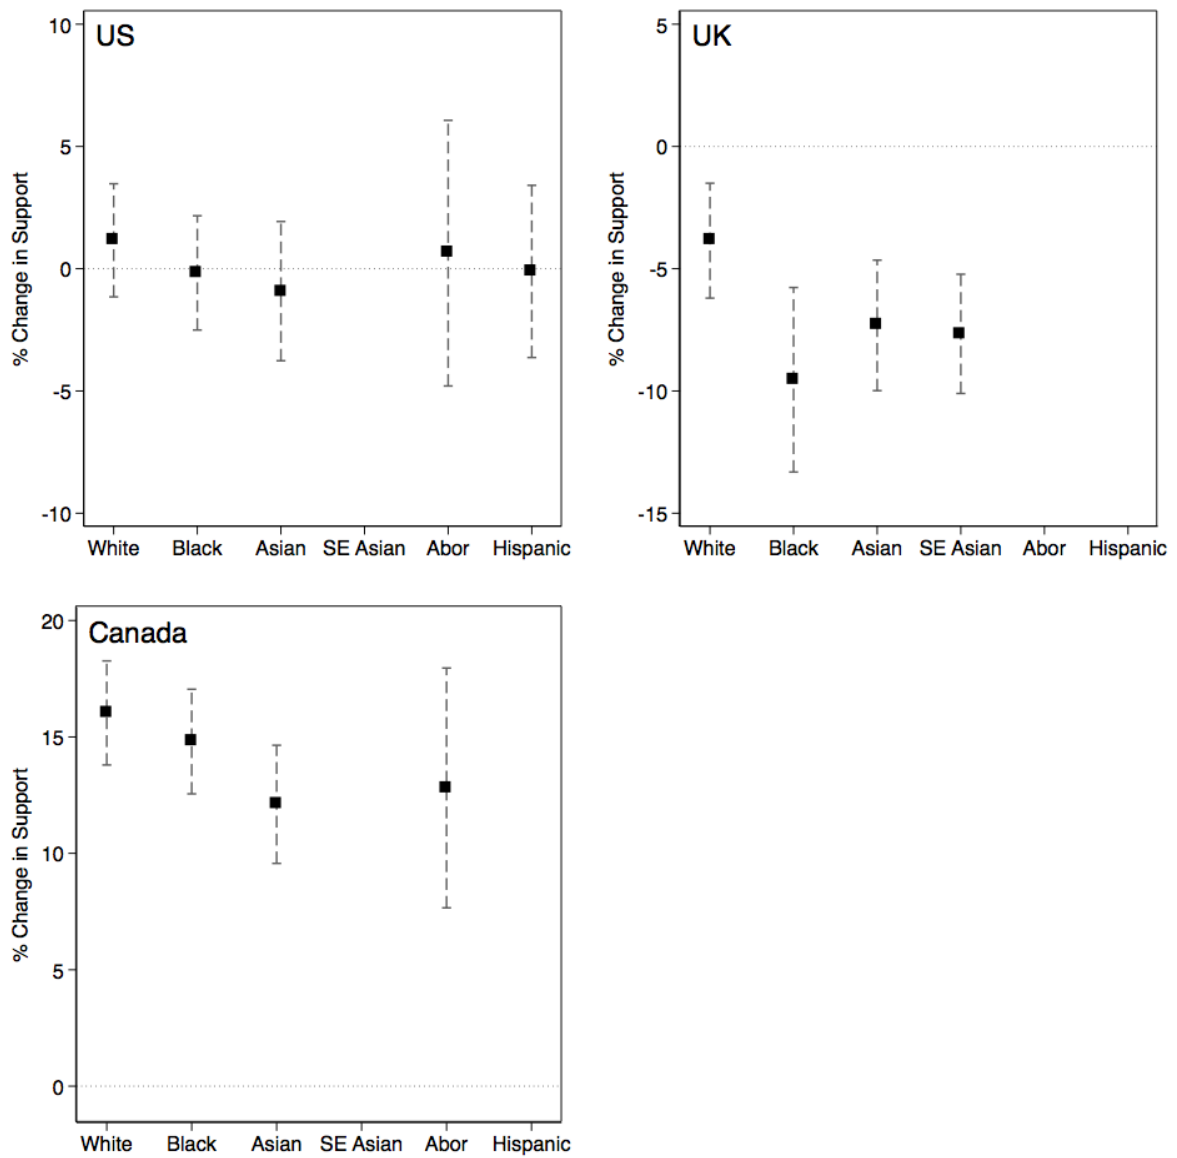 US
10
5
0
-5
-10
% Change in Support
White Black Asian SE Asian Abor Hispanic
UK
5
0
-5
-10
-15
% Change in Support
White Black Asian SE Asian Abor Hispanic
Canada
20
15
10
5
0
% Change in Support
White Black Asian SE Asian Abor Hispanic